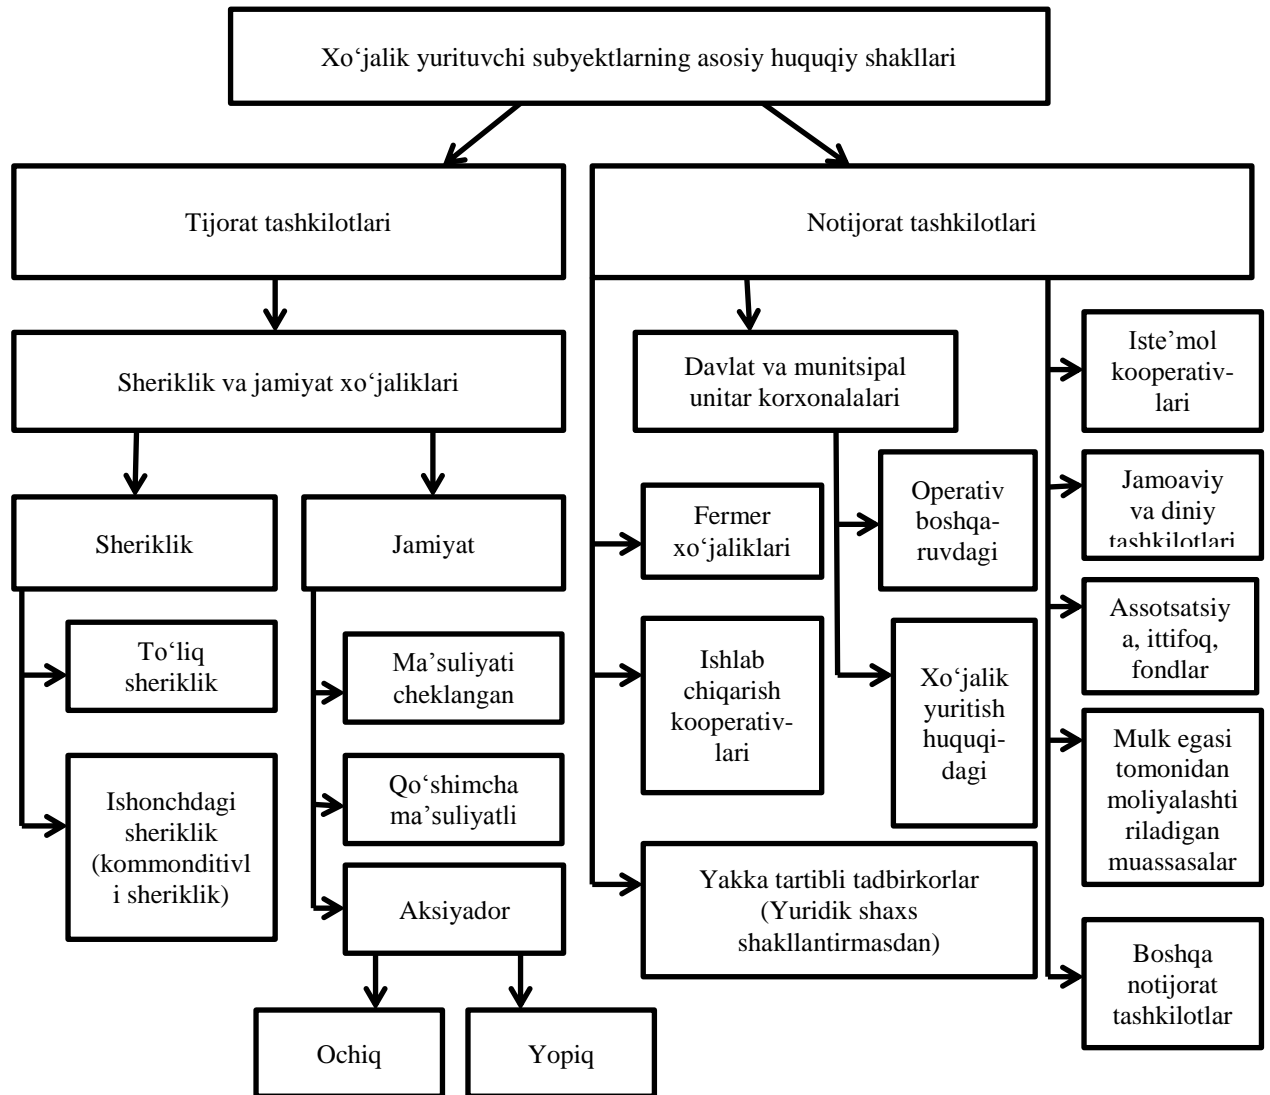 Xo‘jalik yurituvchi subyektlarning asosiy huquqiy shakllari
Tijorat tashkilotlari
Notijorat tashkilotlari
Sheriklik va jamiyat xo‘jaliklari
Davlat va munitsipal
unitar korxonalalari
Iste’mol
kooperativ-
lari
Sheriklik
Jamiyat
Fermer
xo‘jaliklari
Operativ
boshqa-
ruvdagi
Jamoaviy
va diniy
tashkilotlari
To‘liq
sheriklik
Ma’suliyati
cheklangan
Ishlab
chiqarish
kooperativ-
lari
Xo‘jalik
yuritish
huquqi-
dagi
Assotsatsiy
a, ittifoq,
fondlar
Ishonchdagi
sheriklik
(kommonditivl
i sheriklik)
Qo‘shimcha
ma’suliyatli
Mulk egasi
tomonidan
moliyalashti
riladigan
muassasalar
Aksiyador
Yakka tartibli tadbirkorlar
(Yuridik shaxs
shakllantirmasdan)
Boshqa
notijorat
tashkilotlar
Ochiq
Yopiq